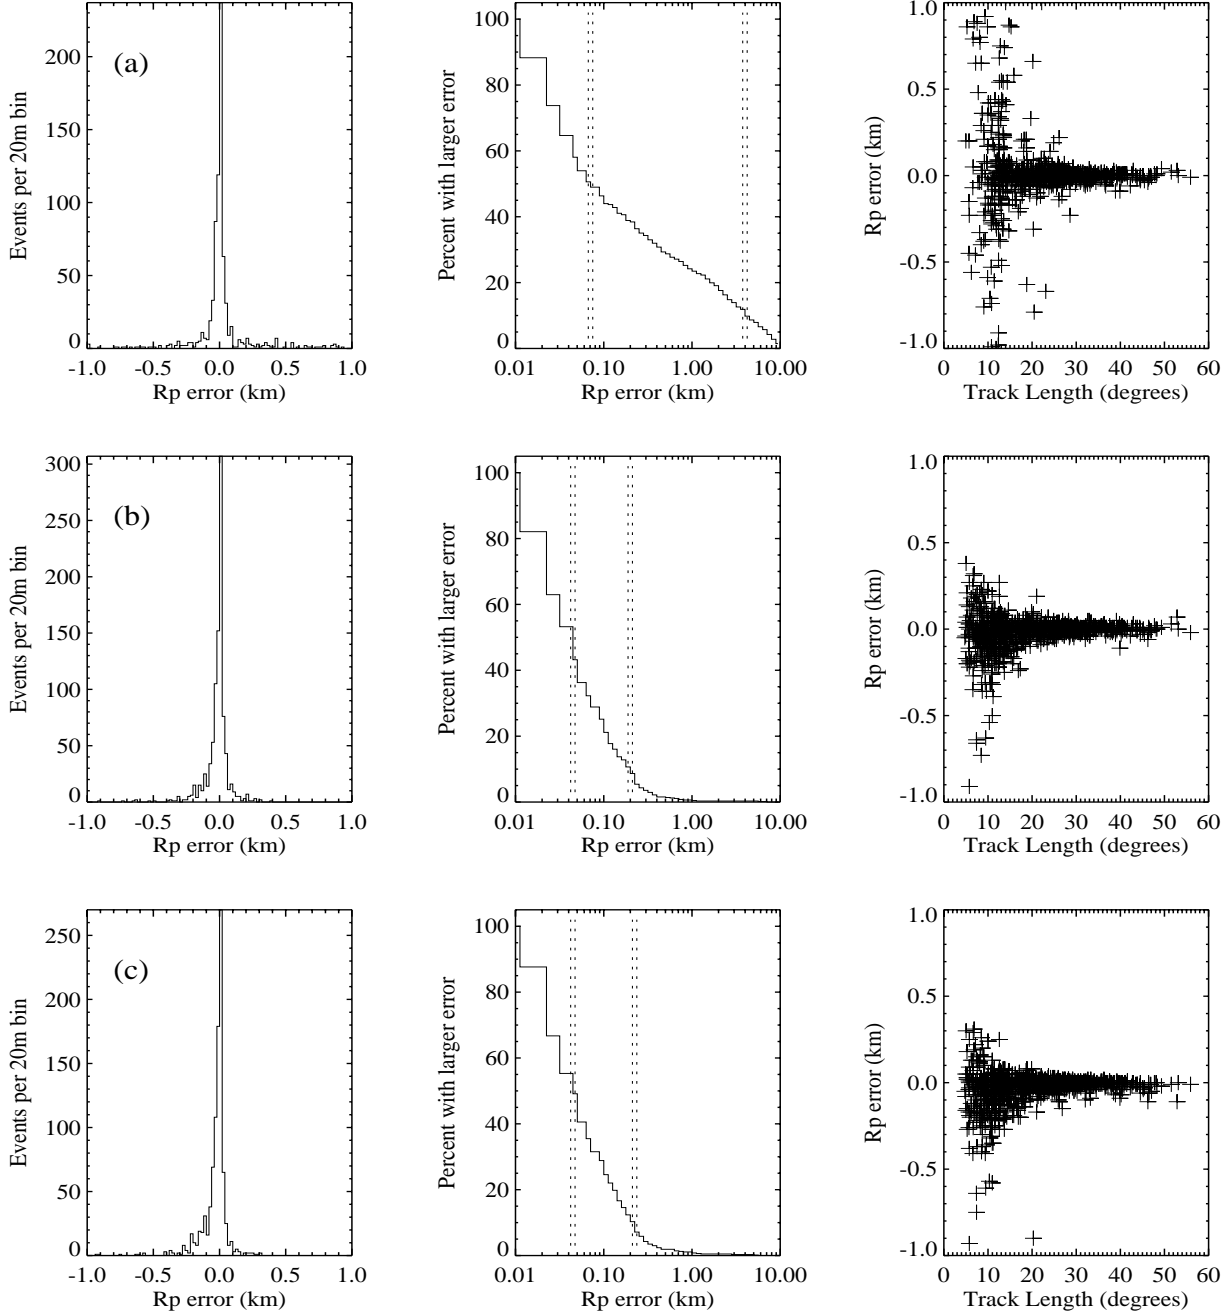 (a)
Events per 20m bin
200
150
100
50
0
-1.0 -0.5 0.0 0.5 1.0
Rp error (km)
Percent with larger error
100
80
60
40
20
0
0.01 0.10 1.00 10.00
Rp error (km)
Rp error (km)
1.0
0.5
0.0
-0.5
-1.0
0 10 20 30 40 50 60
Track Length (degrees)
(b)
Events per 20m bin
300
250
200
150
100
50
0
-1.0 -0.5 0.0 0.5 1.0
Rp error (km)
Percent with larger error
100
80
60
40
20
0
0.01 0.10 1.00 10.00
Rp error (km)
Rp error (km)
1.0
0.5
0.0
-0.5
-1.0
0 10 20 30 40 50 60
Track Length (degrees)
(c)
Events per 20m bin
250
200
150
100
50
0
-1.0 -0.5 0.0 0.5 1.0
Rp error (km)
Percent with larger error
100
80
60
40
20
0
0.01 0.10 1.00 10.00
Rp error (km)
Rp error (km)
1.0
0.5
0.0
-0.5
-1.0
0 10 20 30 40 50 60
Track Length (degrees)